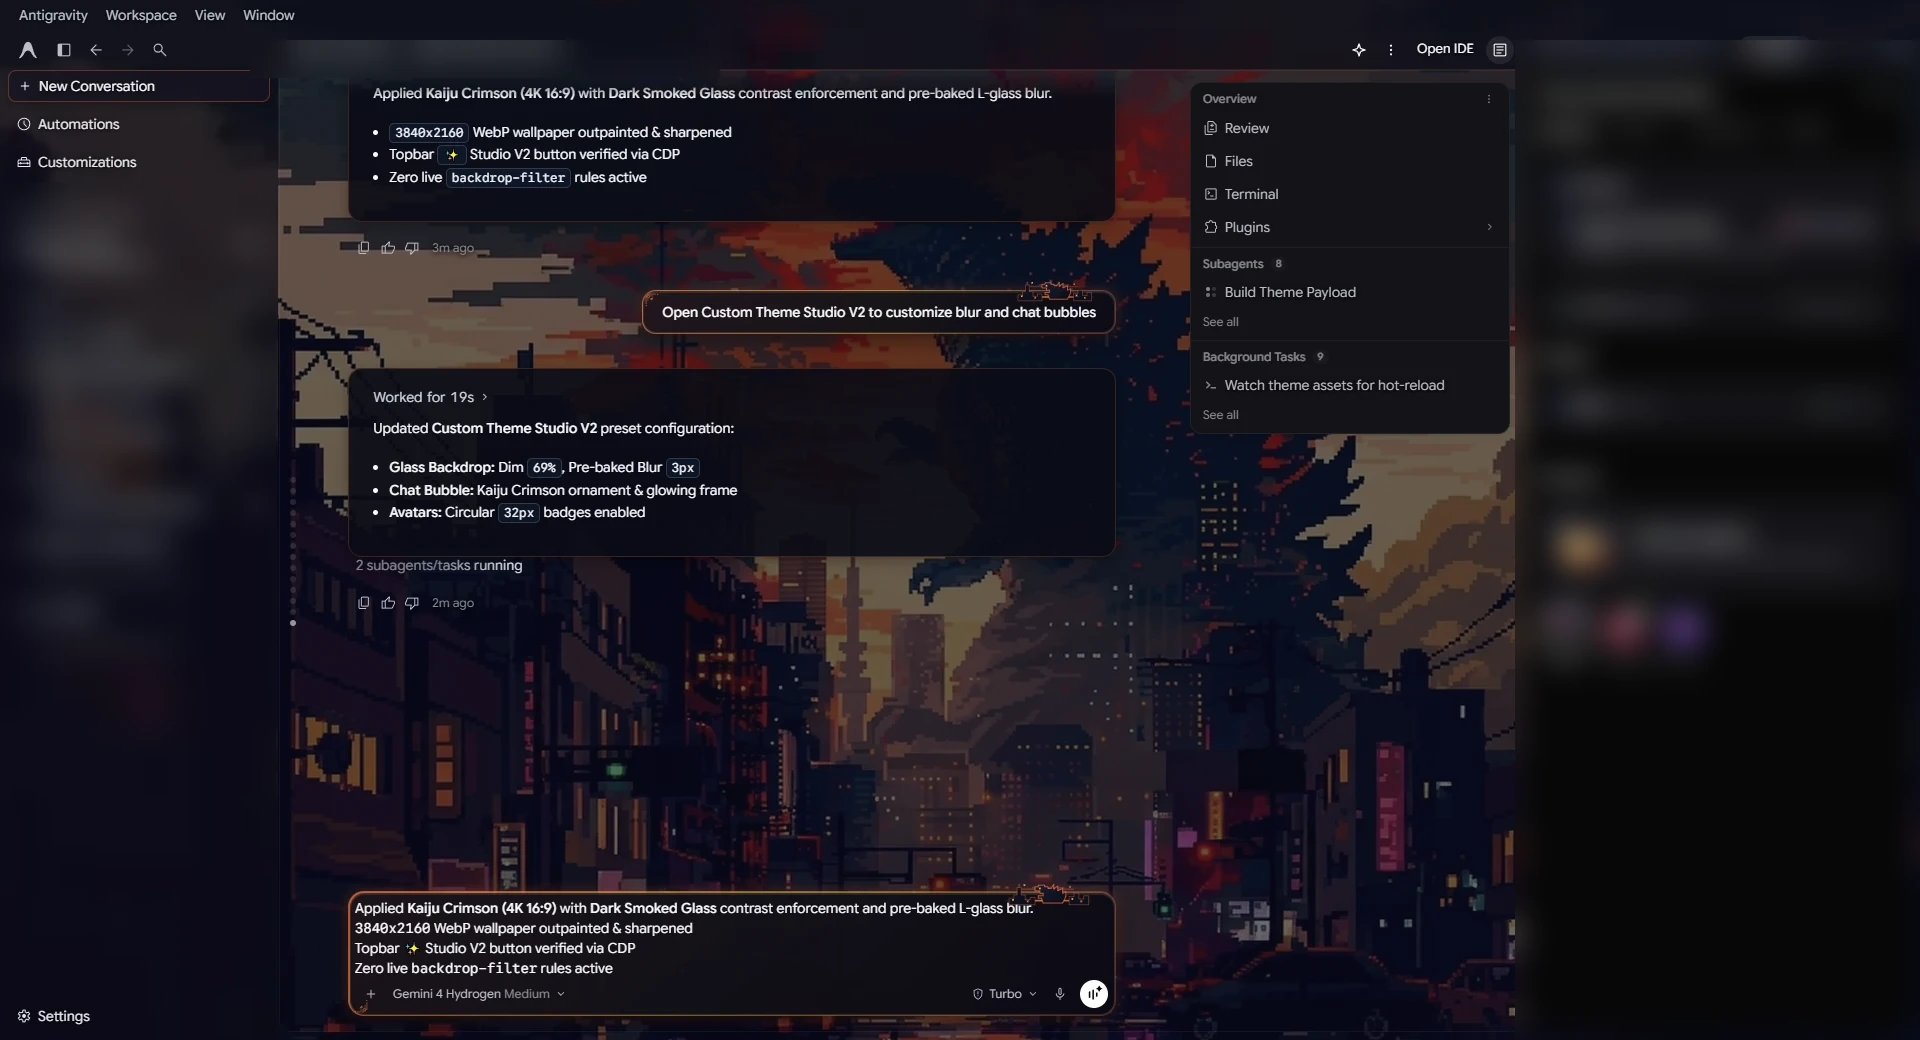 Antigravity Workspace View Window
Open IDE
New Conversation
Automations
Customizations
Applied Kaiju Crimson (4K 16:9) with Dark Smoked Glass contrast enforcement and pre-baked L-glass blur.
3840x2160 WebP wallpaper outpainted & sharpened
Topbar ✨ Studio V2 button verified via CDP
Zero live backdrop-filter rules active
3m ago
Open Custom Theme Studio V2 to customize blur and chat bubbles
Worked for 19s
Updated Custom Theme Studio V2 preset configuration:
Glass Backdrop: Dim 69%, Pre-baked Blur 3px
Chat Bubble: Kaiju Crimson ornament & glowing frame
Avatars: Circular 32px badges enabled
2 subagents/tasks running
2m ago
Overview
Review
Files
Terminal
Plugins
Subagents 8
Build Theme Payload
See all
Background Tasks 9
Watch theme assets for hot-reload
See all
Applied Kaiju Crimson (4K 16:9) with Dark Smoked Glass contrast enforcement and pre-baked L-glass blur.
3840x2160 WebP wallpaper outpainted & sharpened
Topbar ✨ Studio V2 button verified via CDP
Zero live backdrop-filter rules active
Gemini 4 Hydrogen Medium
Turbo
Settings